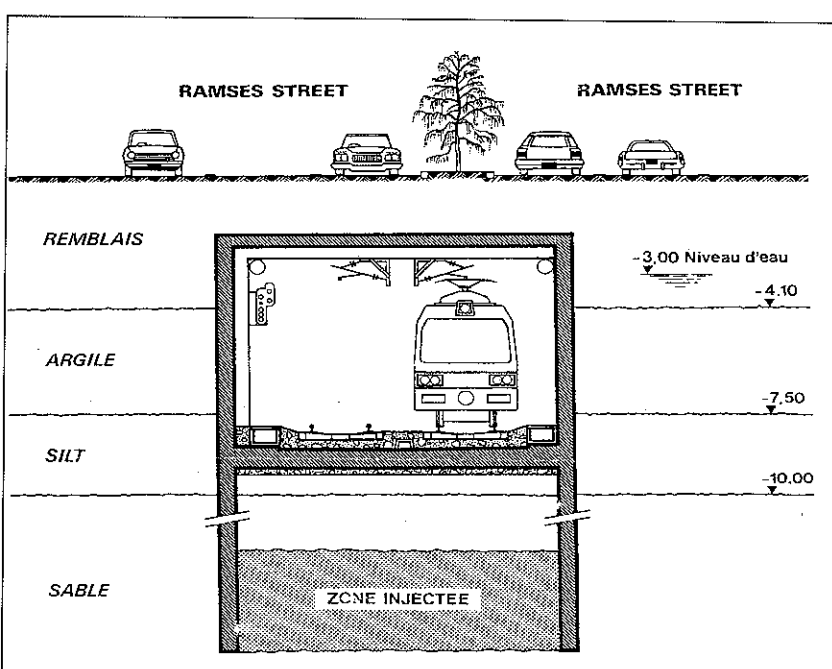 RAMSES STREET
RAMSES STREET
REMBLAIS
-3,00 Niveau d'eau
-4.10
ARGILE
-7,50
SILT
-10,00
SABLE
ZONE INJECTEE